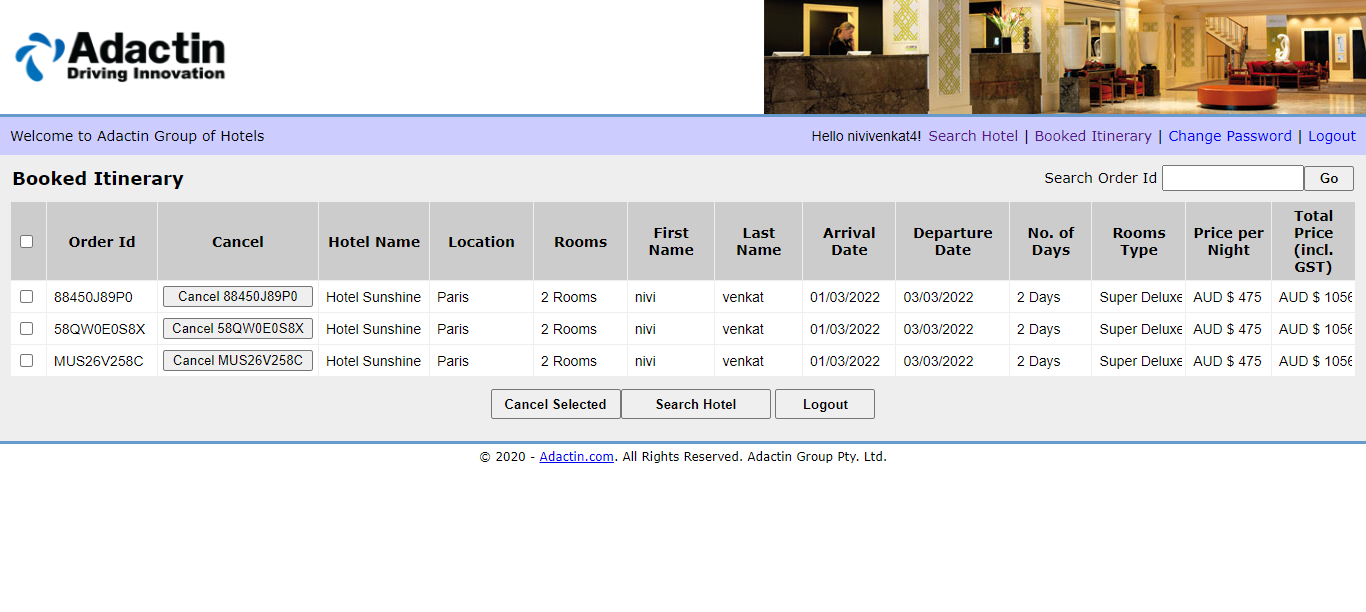 Adactin
Driving Innovation
Welcome to Adactin Group of Hotels
Hello nivivenkat4! Search Hotel | Booked Itinerary | Change Password | Logout
Booked Itinerary
Search Order Id Go
Order Id Cancel Hotel Name Location Rooms First Name Last Name Arrival Date Departure Date No. of Days Rooms Type Price per Night Total Price (incl. GST)
88450J89P0 Cancel 88450J89P0 Hotel Sunshine Paris 2 Rooms nivi venkat 01/03/2022 03/03/2022 2 Days Super Deluxe AUD $ 475 AUD $ 1056
58QW0E0S8X Cancel 58QW0E0S8X Hotel Sunshine Paris 2 Rooms nivi venkat 01/03/2022 03/03/2022 2 Days Super Deluxe AUD $ 475 AUD $ 1056
MUS26V258C Cancel MUS26V258C Hotel Sunshine Paris 2 Rooms nivi venkat 01/03/2022 03/03/2022 2 Days Super Deluxe AUD $ 475 AUD $ 1056
Cancel Selected Search Hotel Logout
© 2020 - Adactin.com. All Rights Reserved. Adactin Group Pty. Ltd.